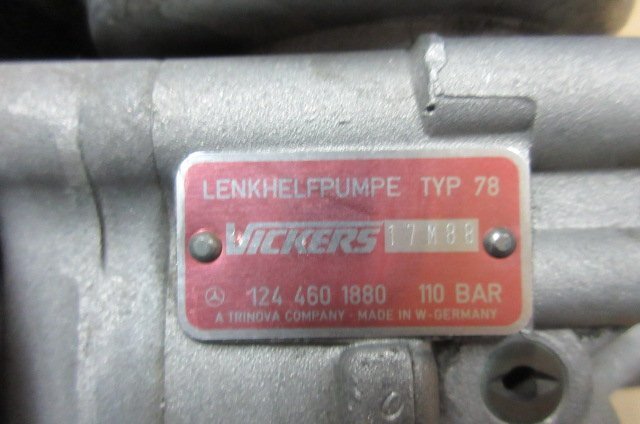 LENKHELFPUMPE TYP 78
VICKERS 17M88
124 460 1880 110 BAR
A TRINOVA COMPANY - MADE IN W-GERMANY